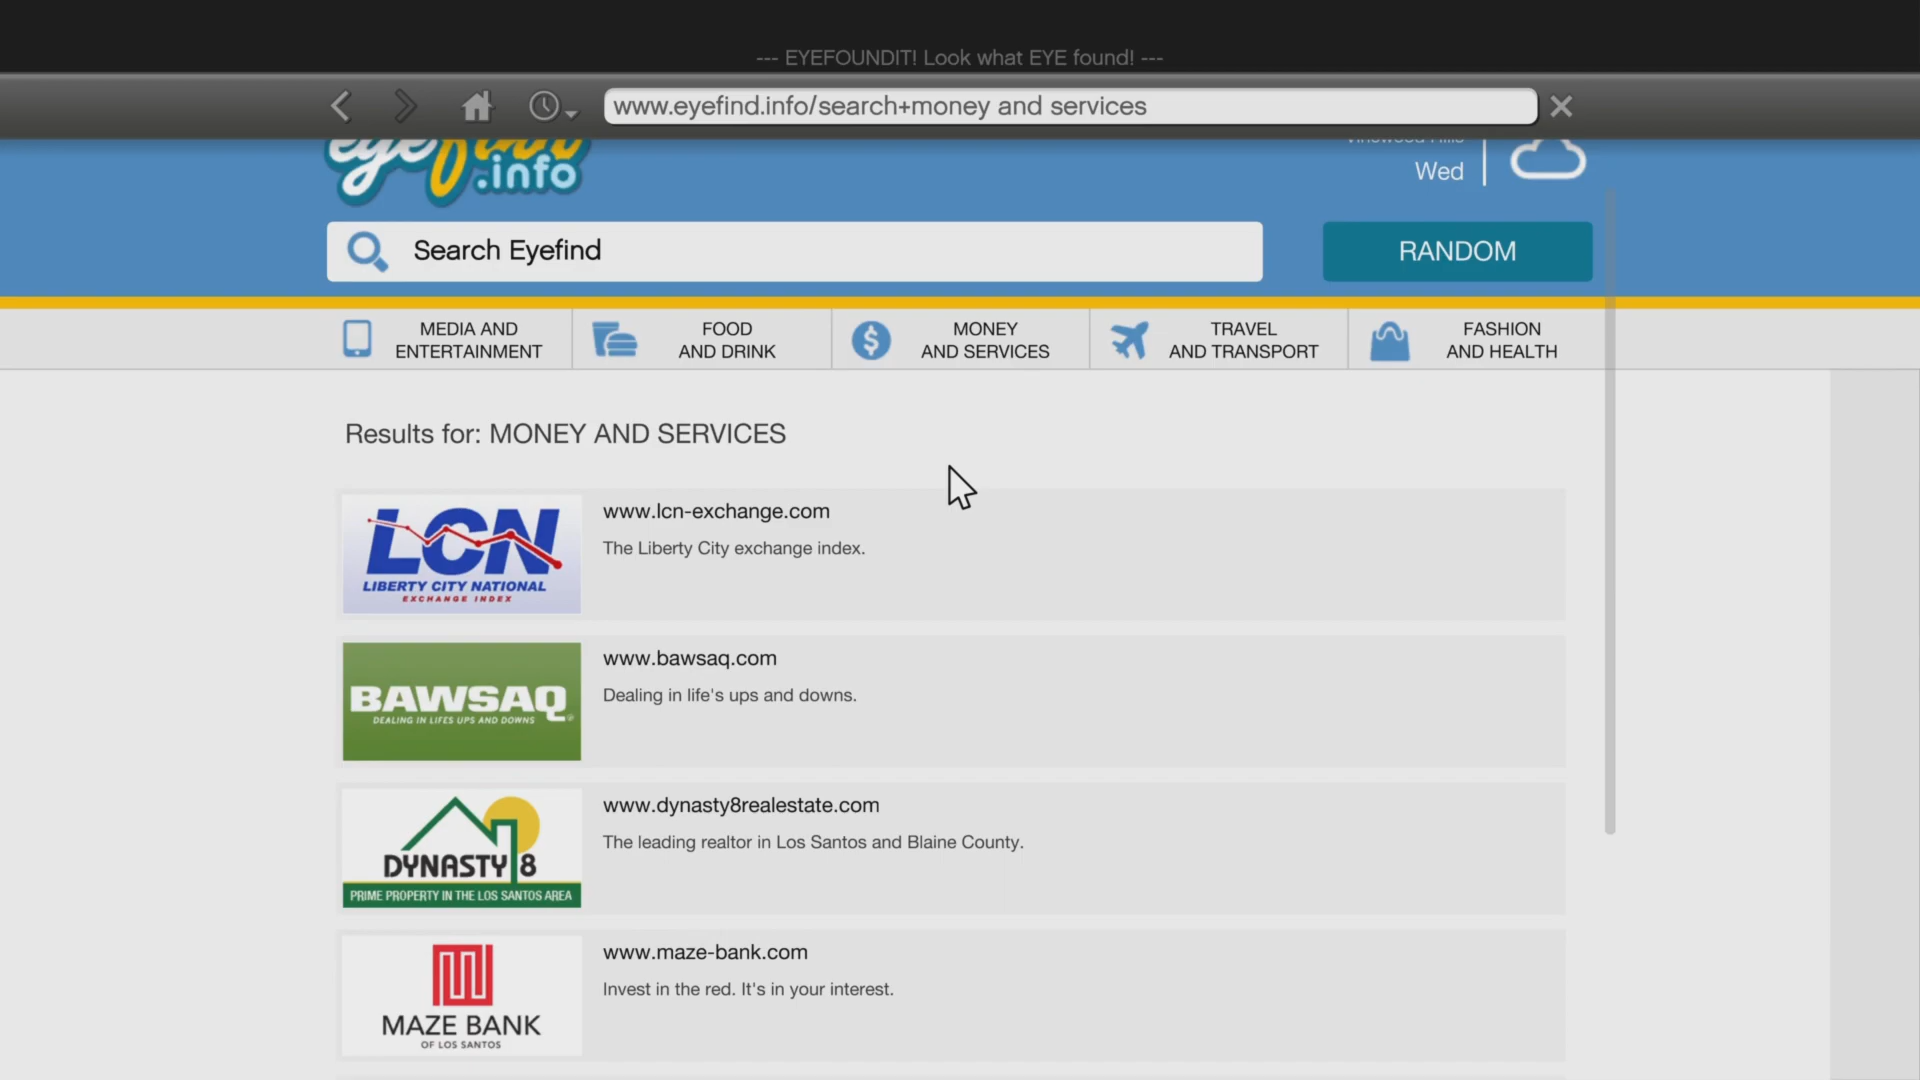 --- EYEFOUNDIT! Look what EYE found! ---
www.eyefind.info/search+money and services
eyefind
.info
Wed
Search Eyefind
RANDOM
MEDIA AND
ENTERTAINMENT
FOOD
AND DRINK
MONEY
AND SERVICES
TRAVEL
AND TRANSPORT
FASHION
AND HEALTH
Results for: MONEY AND SERVICES
LCN
LIBERTY CITY NATIONAL
EXCHANGE INDEX
www.lcn-exchange.com
The Liberty City exchange index.
BAWSAQ
DEALING IN LIFES UPS AND DOWNS
www.bawsaq.com
Dealing in life's ups and downs.
DYNASTY 8
PRIME PROPERTY IN THE LOS SANTOS AREA
www.dynasty8realestate.com
The leading realtor in Los Santos and Blaine County.
MAZE BANK
OF LOS SANTOS
www.maze-bank.com
Invest in the red. It's in your interest.